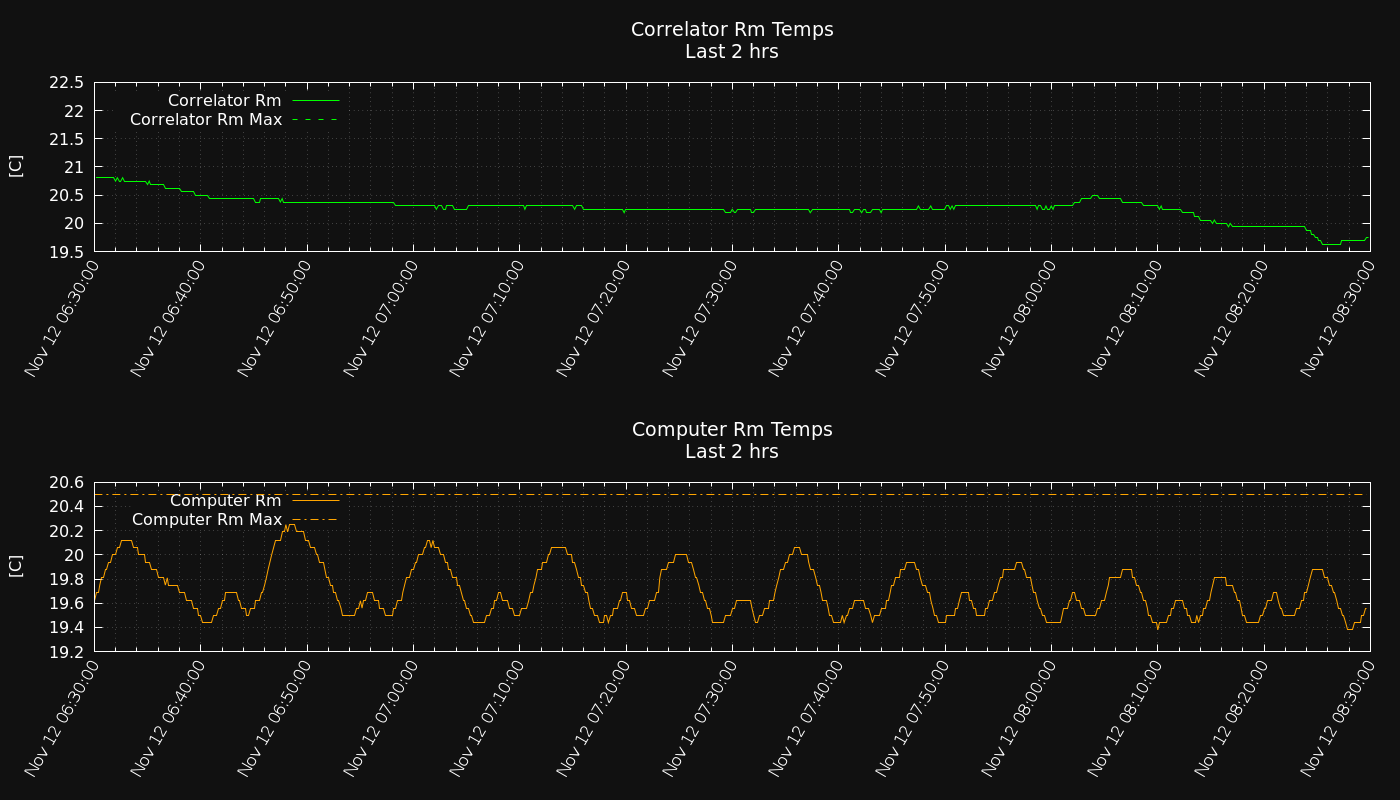 Correlator Rm Temps
Last 2 hrs
22.5
22
21.5
21
20.5
20
19.5
[C]
Correlator Rm
Correlator Rm Max
Nov 12 06:30:00
Nov 12 06:40:00
Nov 12 06:50:00
Nov 12 07:00:00
Nov 12 07:10:00
Nov 12 07:20:00
Nov 12 07:30:00
Nov 12 07:40:00
Nov 12 07:50:00
Nov 12 08:00:00
Nov 12 08:10:00
Nov 12 08:20:00
Nov 12 08:30:00
Computer Rm Temps
Last 2 hrs
20.6
20.4
20.2
20
19.8
19.6
19.4
19.2
[C]
Computer Rm
Computer Rm Max
Nov 12 06:30:00
Nov 12 06:40:00
Nov 12 06:50:00
Nov 12 07:00:00
Nov 12 07:10:00
Nov 12 07:20:00
Nov 12 07:30:00
Nov 12 07:40:00
Nov 12 07:50:00
Nov 12 08:00:00
Nov 12 08:10:00
Nov 12 08:20:00
Nov 12 08:30:00